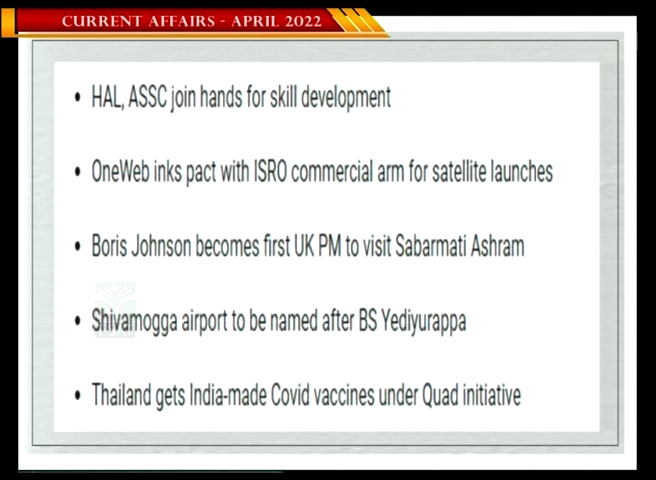 CURRENT AFFAIRS - APRIL 2022
• HAL, ASSC join hands for skill development
• OneWeb inks pact with ISRO commercial arm for satellite launches
• Boris Johnson becomes first UK PM to visit Sabarmati Ashram
• Shivamogga airport to be named after BS Yediyurappa
• Thailand gets India-made Covid vaccines under Quad initiative